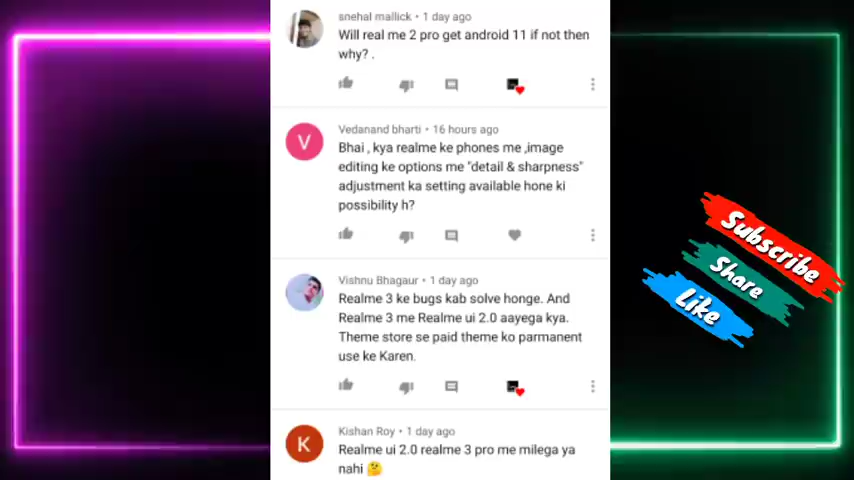 snehal mallick • 1 day ago
Will real me 2 pro get android 11 if not then
why? .
V
Vedanand bharti • 16 hours ago
Bhai , kya realme ke phones me ,image
editing ke options me "detail & sharpness"
adjustment ka setting available hone ki
possibility h?
Vishnu Bhagaur • 1 day ago
Realme 3 ke bugs kab solve honge. And
Realme 3 me Realme ui 2.0 aayega kya.
Theme store se paid theme ko parmanent
use ke Karen.
K
Kishan Roy • 1 day ago
Realme ui 2.0 realme 3 pro me milega ya
nahi 🤔
Subscribe
Share
Like